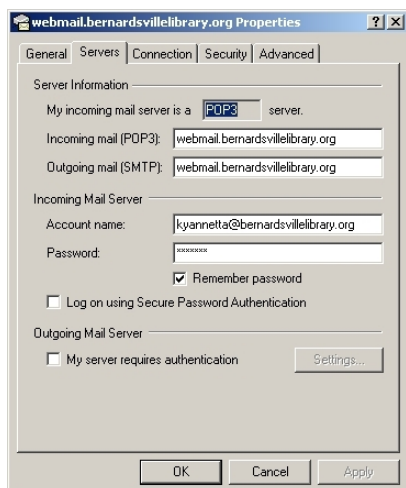 webmail.bernardsvillelibrary.org Properties
General Servers Connection Security Advanced
Server Information
My incoming mail server is a POP3 server.
Incoming mail (POP3): webmail.bernardsvillelibrary.org
Outgoing mail (SMTP): webmail.bernardsvillelibrary.org
Incoming Mail Server
Account name: kyannetta@bernardsvillelibrary.org
Password: *******
Remember password
Log on using Secure Password Authentication
Outgoing Mail Server
My server requires authentication Settings...
OK Cancel Apply